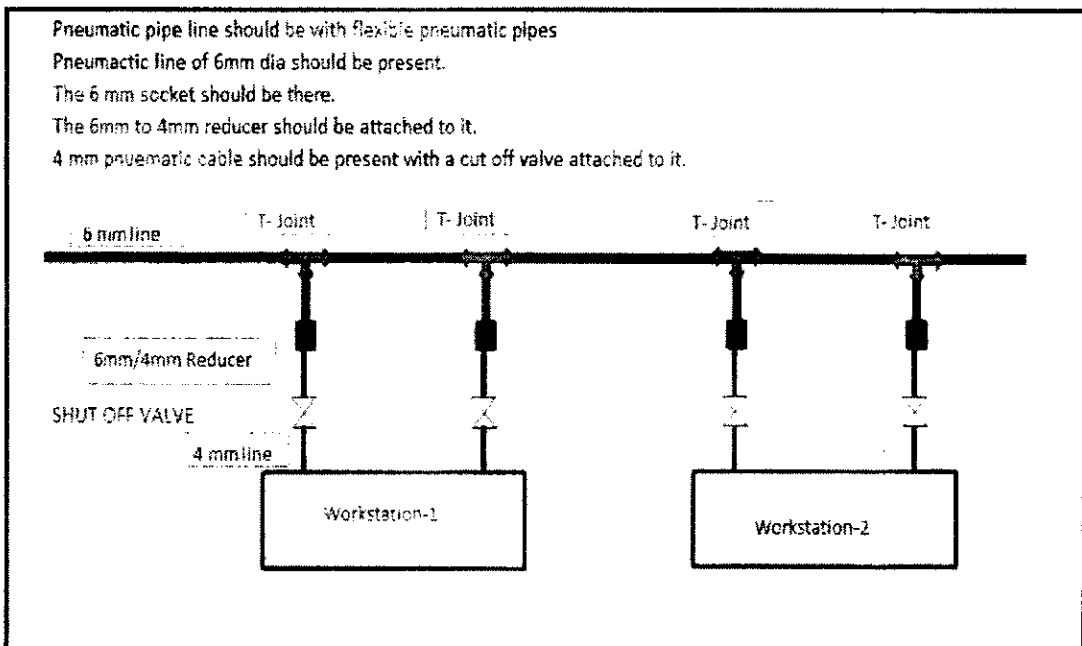 Pneumatic pipe line should be with flexible pneumatic pipes
Pneumactic line of 6mm dia should be present.
The 6 mm socket should be there.
The 6mm to 4mm reducer should be attached to it.
4 mm pnuematic cable should be present with a cut off valve attached to it.
T- Joint T- Joint T- Joint T- Joint
6 mm line
6mm/4mm Reducer
SHUT OFF VALVE
4 mm line
Workstation-1 Workstation-2